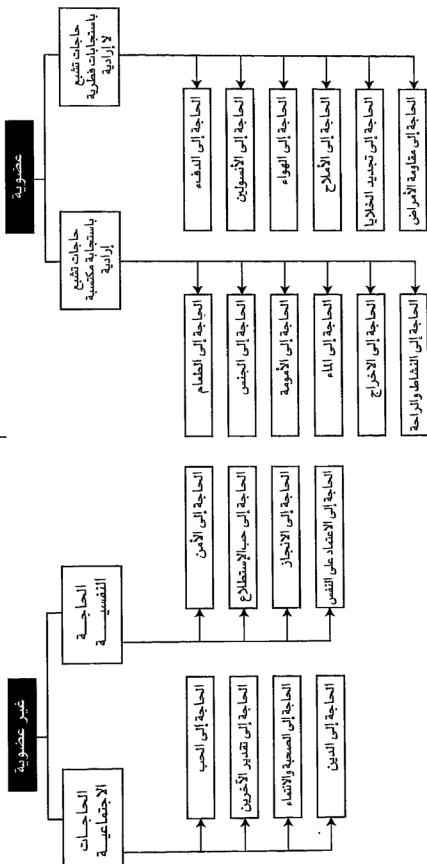 عضوية
حاجات تشبع
باستجابات فطرية
لا إرادية
الحاجة إلى الدفء
الحاجة إلى الأنسولين
الحاجة إلى الهواء
الحاجة إلى الأملاح
الحاجة إلى تجديد الخلايا
الحاجة إلى مقاومة الأمراض
حاجات تشبع
باستجابة مكتسبة
إرادية
الحاجة إلى الطعام
الحاجة إلى الجنس
الحاجة إلى الأمومة
الحاجة إلى الماء
الحاجة إلى الاخراج
الحاجة إلى النشاط والراحة
غير عضوية
الحاجة
النفسية
الحاجة إلى الأمن
الحاجة إلى حب الإستطلاع
الحاجة إلى الانجاز
الحاجة إلى الاعتماد على النفس
الحاجات
الاجتماعية
الحاجة إلى الحب
الحاجة إلى تقدير الآخرين
الحاجة إلى الصحبة والانتماء
الحاجة إلى الدين